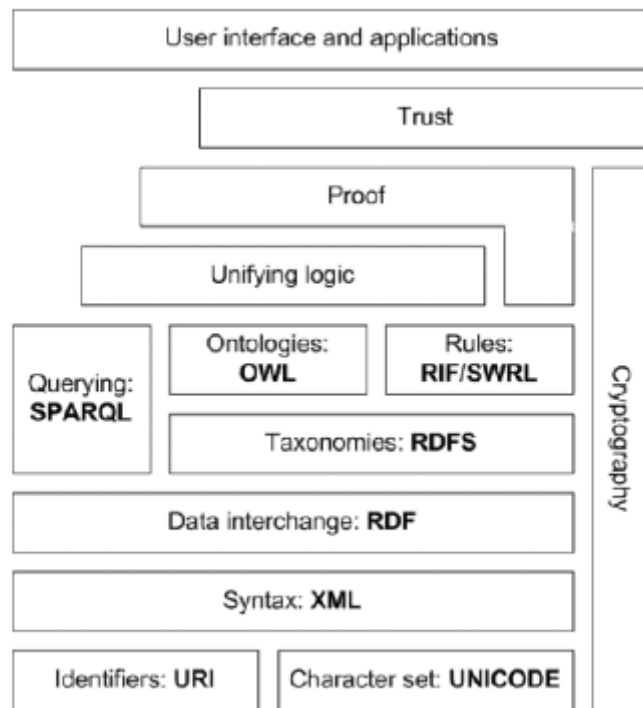 User interface and applications
Trust
Proof
Unifying logic
Querying:
SPARQL
Ontologies:
OWL
Rules:
RIF/SWRL
Taxonomies: RDFS
Data interchange: RDF
Syntax: XML
Identifiers: URI
Character set: UNICODE
Cryptography